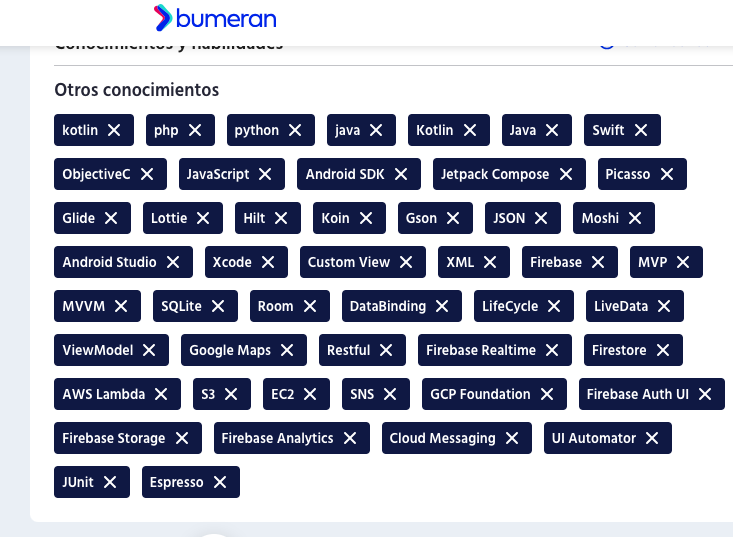 bumeran
Conocimientos y habilidades
Otros conocimientos
kotlin php python java Kotlin Java Swift
ObjectiveC JavaScript Android SDK Jetpack Compose Picasso
Glide Lottie Hilt Koin Gson JSON Moshi
Android Studio Xcode Custom View XML Firebase MVP
MVVM SQLite Room DataBinding LifeCycle LiveData
ViewModel Google Maps Restful Firebase Realtime Firestore
AWS Lambda S3 EC2 SNS GCP Foundation Firebase Auth UI
Firebase Storage Firebase Analytics Cloud Messaging UI Automator
JUnit Espresso